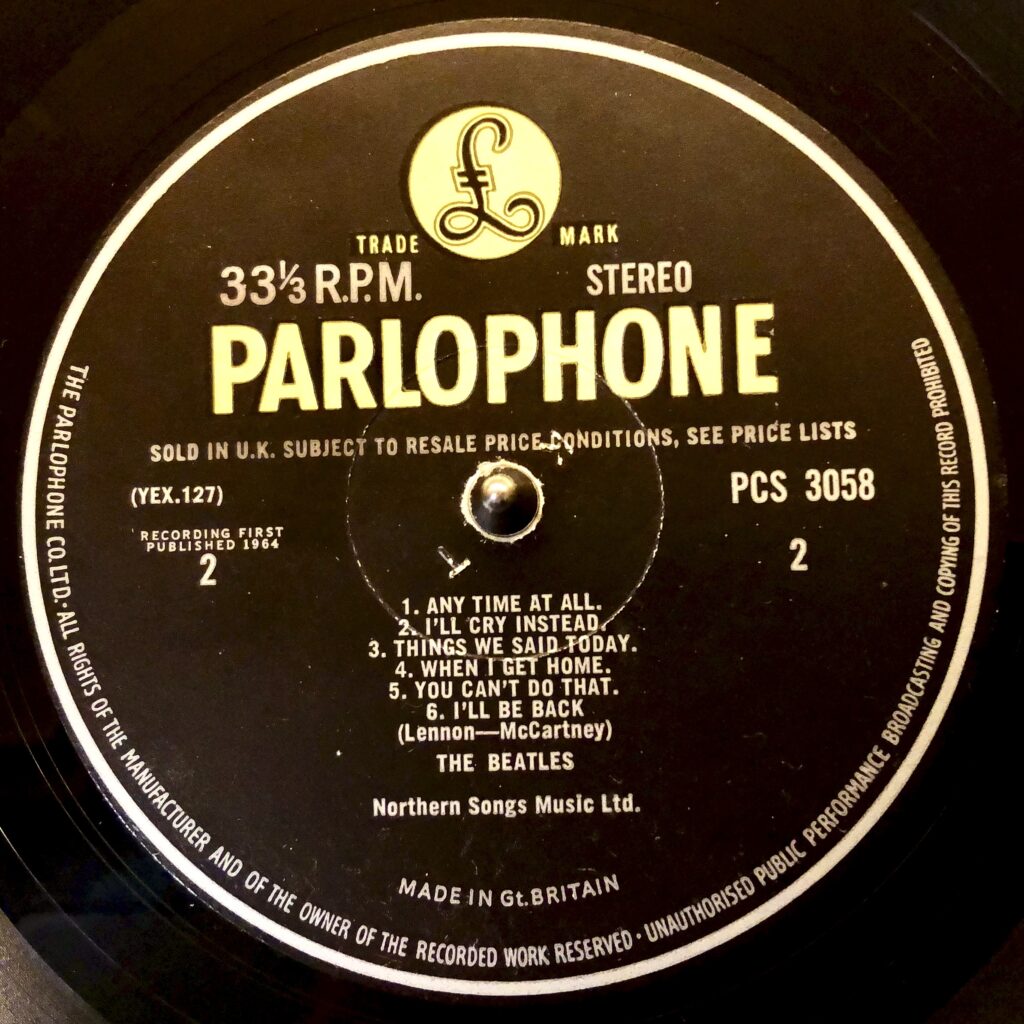 £
TRADE MARK
33⅓ R.P.M. STEREO
PARLOPHONE
SOLD IN U.K. SUBJECT TO RESALE PRICE CONDITIONS, SEE PRICE LISTS
(YEX.127) PCS 3058
RECORDING FIRST
PUBLISHED 1964
2 2
1. ANY TIME AT ALL.
2. I'LL CRY INSTEAD.
3. THINGS WE SAID TODAY.
4. WHEN I GET HOME.
5. YOU CAN'T DO THAT.
6. I'LL BE BACK
(Lennon—McCartney)
THE BEATLES
Northern Songs Music Ltd.
MADE IN Gt. BRITAIN
THE PARLOPHONE CO. LTD. · ALL RIGHTS OF THE MANUFACTURER AND OF THE OWNER OF THE RECORDED WORK RESERVED · UNAUTHORISED PUBLIC PERFORMANCE BROADCASTING AND COPYING OF THIS RECORD PROHIBITED